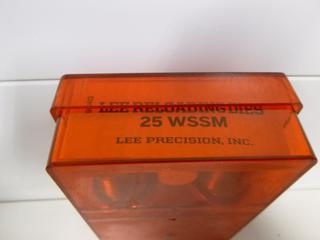 LEE RELOADING DIES
25 WSSM
LEE PRECISION, INC.